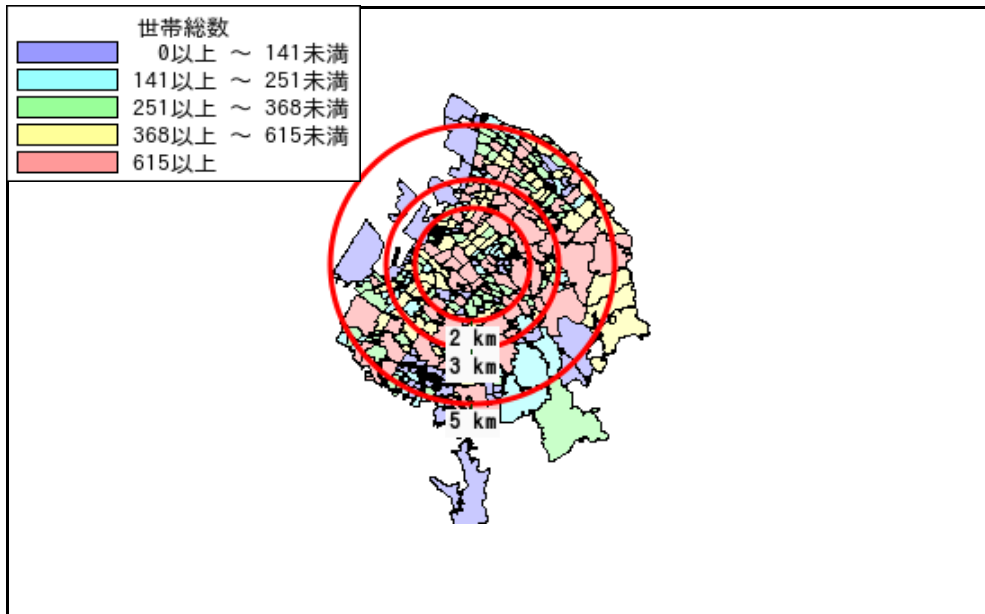 世帯総数
0以上 ～ 141未満
141以上 ～ 251未満
251以上 ～ 368未満
368以上 ～ 615未満
615以上
2 km
3 km
5 km